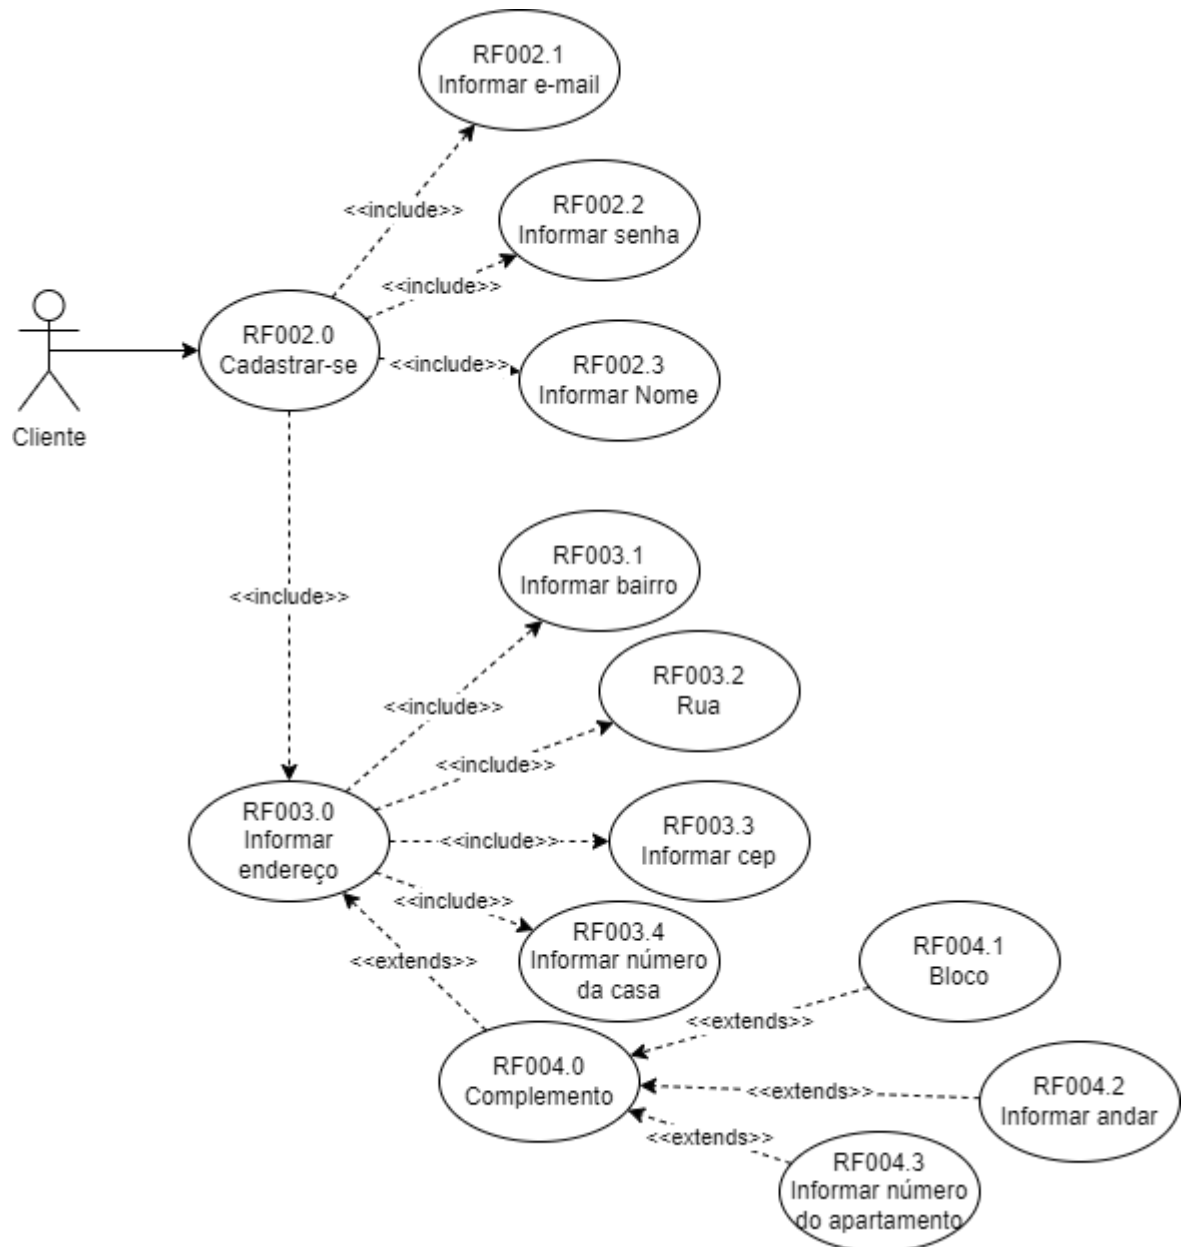 RF002.1
Informar e-mail
<<include>>
RF002.2
Informar senha
<<include>>
RF002.0
Cadastrar-se
<<include>>
RF002.3
Informar Nome
Cliente
<<include>>
RF003.1
Informar bairro
<<include>>
RF003.2
Rua
<<include>>
RF003.0
Informar
endereço
<<include>>
RF003.3
Informar cep
<<include>>
RF003.4
Informar número
da casa
<<extends>>
RF004.1
Bloco
<<extends>>
RF004.0
Complemento
<<extends>>
RF004.2
Informar andar
<<extends>>
RF004.3
Informar número
do apartamento